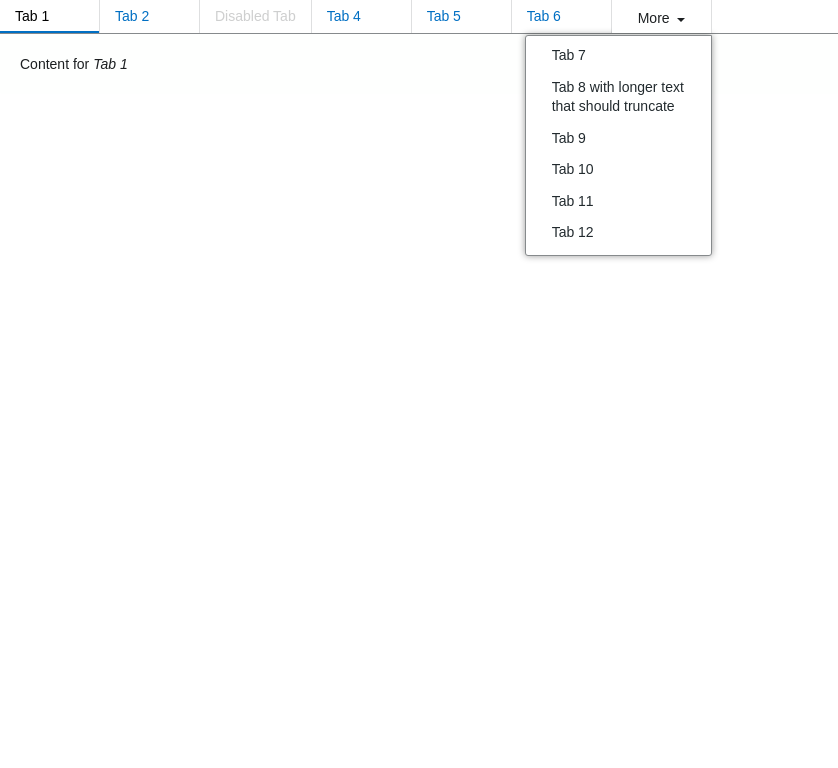 Tab 1
Tab 2
Disabled Tab
Tab 4
Tab 5
Tab 6
More
Content for Tab 1
Tab 7
Tab 8 with longer text
that should truncate
Tab 9
Tab 10
Tab 11
Tab 12